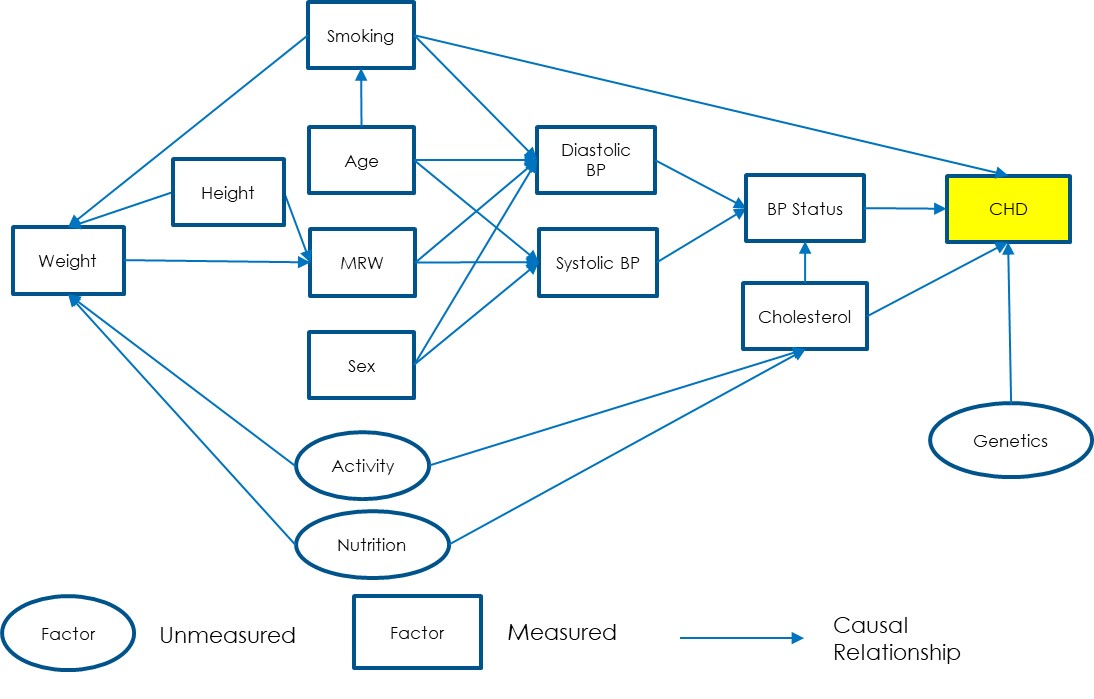 Smoking
Age
Diastolic
BP
Height
BP Status
CHD
Weight
MRW
Systolic BP
Cholesterol
Sex
Genetics
Activity
Nutrition
Factor
Unmeasured
Factor
Measured
Causal
Relationship